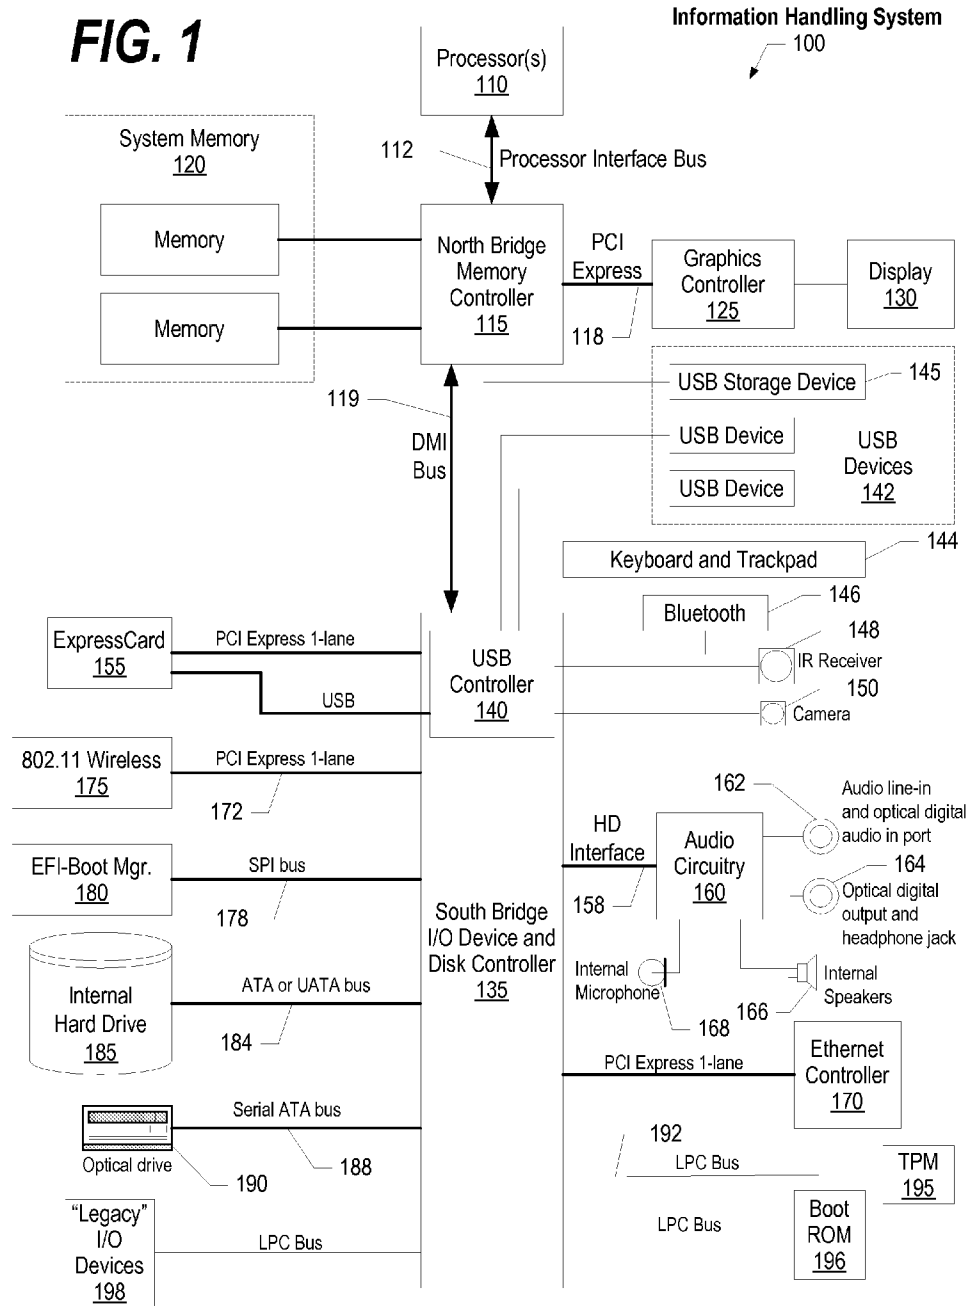 FIG. 1
Information Handling System
100
Processor(s)
110
112
Processor Interface Bus
System Memory
120
Memory
Memory
North Bridge
Memory
Controller
115
PCI
Express
118
Graphics
Controller
125
Display
130
119
DMI
Bus
USB Storage Device
145
USB Device
USB Device
USB
Devices
142
144
Keyboard and Trackpad
146
Bluetooth
148
IR Receiver
150
Camera
ExpressCard
155
PCI Express 1-lane
USB
USB
Controller
140
802.11 Wireless
175
PCI Express 1-lane
172
EFI-Boot Mgr.
180
SPI bus
178
HD
Interface
158
Audio
Circuitry
160
162
Audio line-in
and optical digital
audio in port
164
Optical digital
output and
headphone jack
South Bridge
I/O Device and
Disk Controller
135
Internal
Microphone
168
166
Internal
Speakers
Internal
Hard Drive
185
ATA or UATA bus
184
PCI Express 1-lane
Ethernet
Controller
170
Serial ATA bus
188
Optical drive
190
192
LPC Bus
TPM
195
"Legacy"
I/O
Devices
198
LPC Bus
LPC Bus
Boot
ROM
196